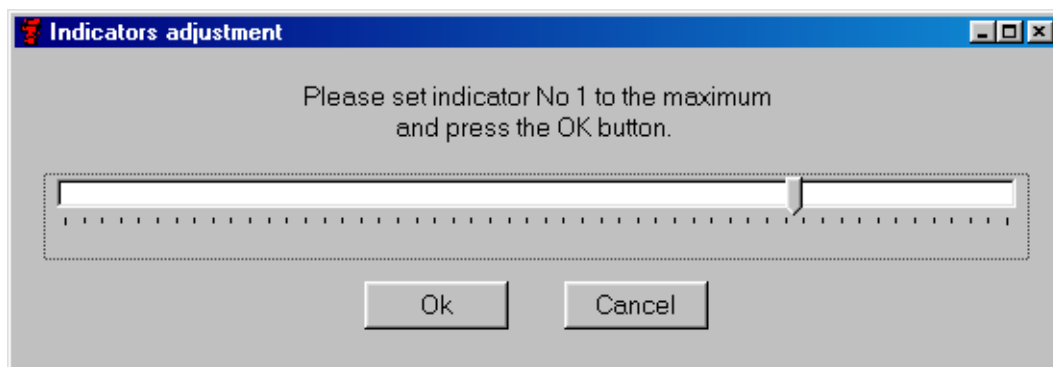 Indicators adjustment
Please set indicator No 1 to the maximum
and press the OK button.
Ok
Cancel